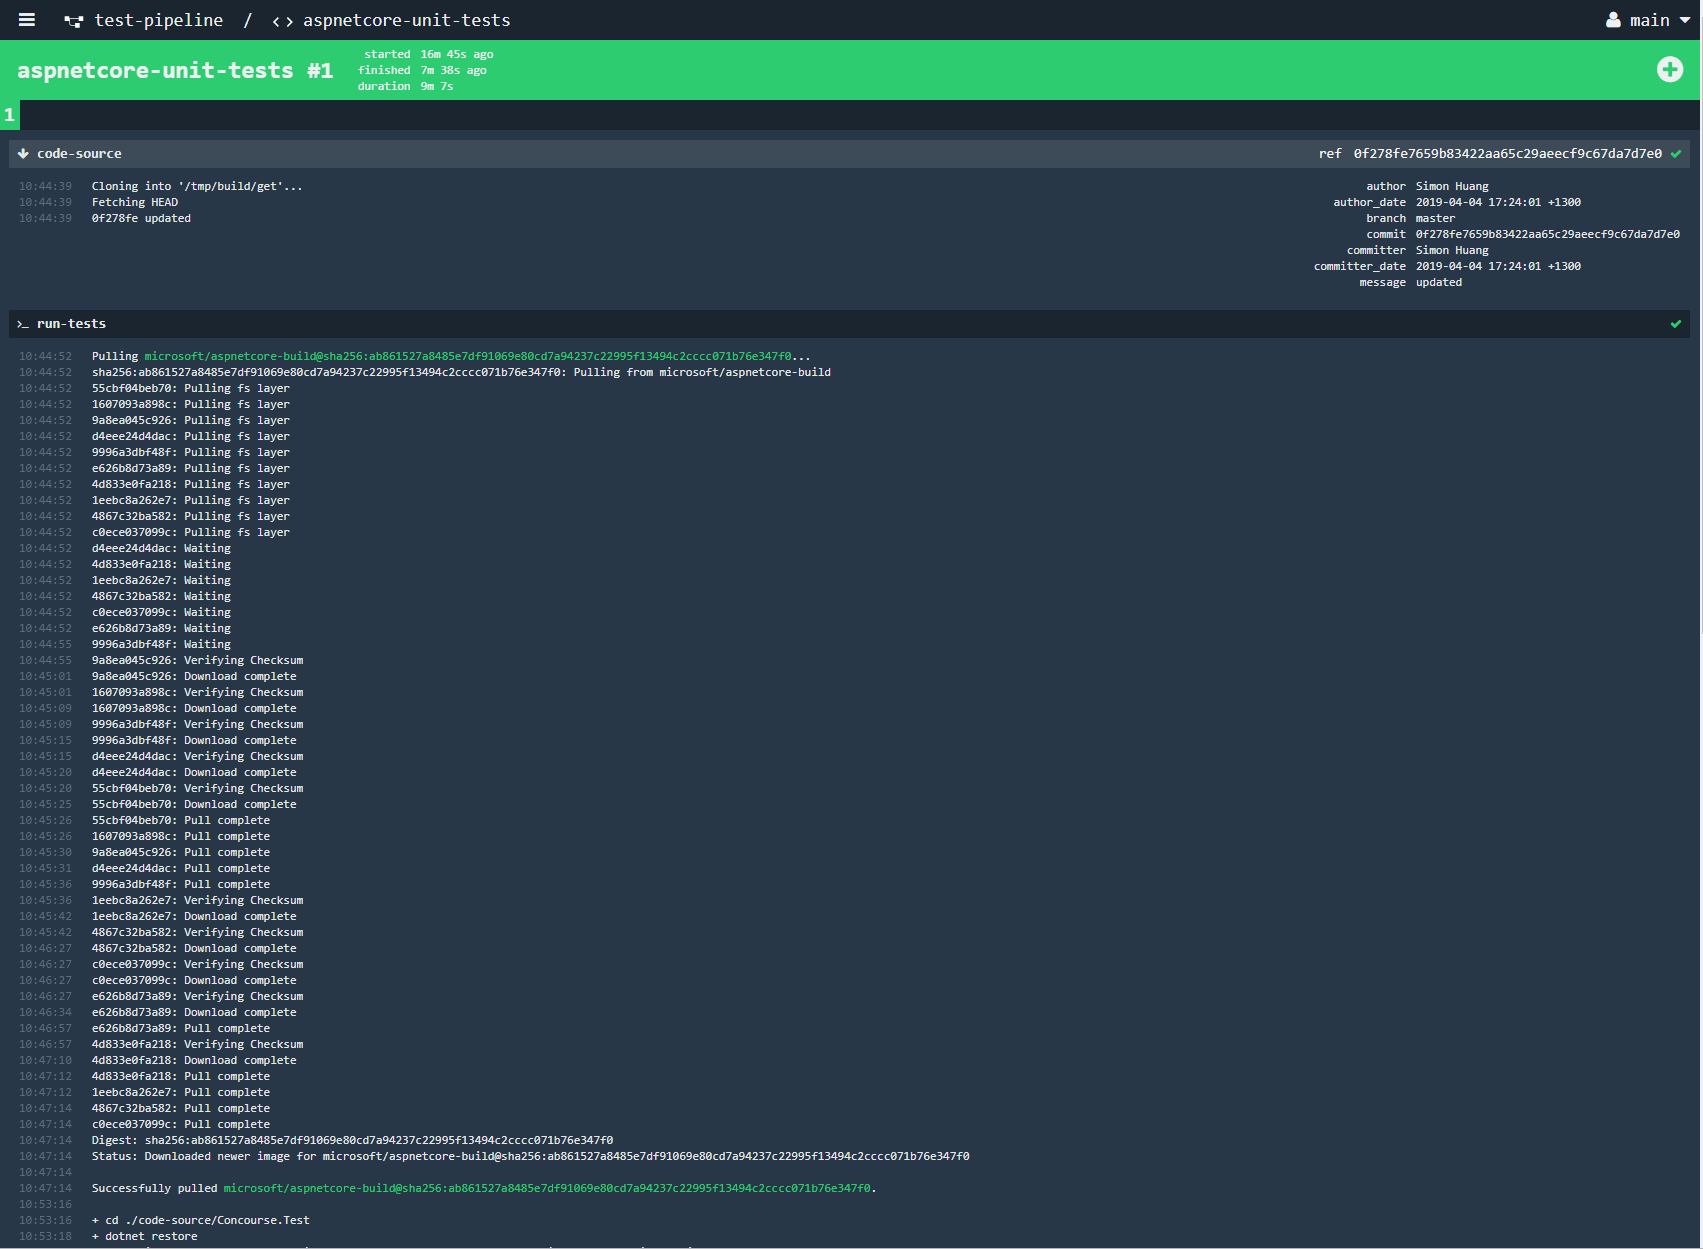 test-pipeline / <> aspnetcore-unit-tests main
aspnetcore-unit-tests #1
started 16m 45s ago
finished 7m 38s ago
duration 9m 7s
1
code-source ref 0f278fe7659b83422aa65c29aeecf9c67da7d7e0
10:44:39 Cloning into '/tmp/build/get'...
10:44:39 Fetching HEAD
10:44:39 0f278fe updated
author Simon Huang
author_date 2019-04-04 17:24:01 +1300
branch master
commit 0f278fe7659b83422aa65c29aeecf9c67da7d7e0
committer Simon Huang
committer_date 2019-04-04 17:24:01 +1300
message updated
>_ run-tests
10:44:52 Pulling microsoft/aspnetcore-build@sha256:ab861527a8485e7df91069e80cd7a94237c22995f13494c2cccc071b76e347f0...
10:44:52 sha256:ab861527a8485e7df91069e80cd7a94237c22995f13494c2cccc071b76e347f0: Pulling from microsoft/aspnetcore-build
10:44:52 55cbf04beb70: Pulling fs layer
10:44:52 1607093a898c: Pulling fs layer
10:44:52 9a8ea045c926: Pulling fs layer
10:44:52 d4eee24d4dac: Pulling fs layer
10:44:52 9996a3dbf48f: Pulling fs layer
10:44:52 e626b8d73a89: Pulling fs layer
10:44:52 4d833e0fa218: Pulling fs layer
10:44:52 1eebc8a262e7: Pulling fs layer
10:44:52 4867c32ba582: Pulling fs layer
10:44:52 c0ece037099c: Pulling fs layer
10:44:52 d4eee24d4dac: Waiting
10:44:52 4d833e0fa218: Waiting
10:44:52 1eebc8a262e7: Waiting
10:44:52 4867c32ba582: Waiting
10:44:52 c0ece037099c: Waiting
10:44:52 e626b8d73a89: Waiting
10:44:55 9996a3dbf48f: Waiting
10:44:55 9a8ea045c926: Verifying Checksum
10:45:01 9a8ea045c926: Download complete
10:45:01 1607093a898c: Verifying Checksum
10:45:09 1607093a898c: Download complete
10:45:09 9996a3dbf48f: Verifying Checksum
10:45:15 9996a3dbf48f: Download complete
10:45:15 d4eee24d4dac: Verifying Checksum
10:45:20 d4eee24d4dac: Download complete
10:45:20 55cbf04beb70: Verifying Checksum
10:45:25 55cbf04beb70: Download complete
10:45:26 55cbf04beb70: Pull complete
10:45:26 1607093a898c: Pull complete
10:45:30 9a8ea045c926: Pull complete
10:45:31 d4eee24d4dac: Pull complete
10:45:36 9996a3dbf48f: Pull complete
10:45:36 1eebc8a262e7: Verifying Checksum
10:45:42 1eebc8a262e7: Download complete
10:45:42 4867c32ba582: Verifying Checksum
10:46:27 4867c32ba582: Download complete
10:46:27 c0ece037099c: Verifying Checksum
10:46:27 c0ece037099c: Download complete
10:46:27 e626b8d73a89: Verifying Checksum
10:46:34 e626b8d73a89: Download complete
10:46:57 e626b8d73a89: Pull complete
10:46:57 4d833e0fa218: Verifying Checksum
10:47:10 4d833e0fa218: Download complete
10:47:12 4d833e0fa218: Pull complete
10:47:12 1eebc8a262e7: Pull complete
10:47:14 4867c32ba582: Pull complete
10:47:14 c0ece037099c: Pull complete
10:47:14 Digest: sha256:ab861527a8485e7df91069e80cd7a94237c22995f13494c2cccc071b76e347f0
10:47:14 Status: Downloaded newer image for microsoft/aspnetcore-build@sha256:ab861527a8485e7df91069e80cd7a94237c22995f13494c2cccc071b76e347f0
10:47:14
10:47:14 Successfully pulled microsoft/aspnetcore-build@sha256:ab861527a8485e7df91069e80cd7a94237c22995f13494c2cccc071b76e347f0.
10:53:16
10:53:16 + cd ./code-source/Concourse.Test
10:53:18 + dotnet restore